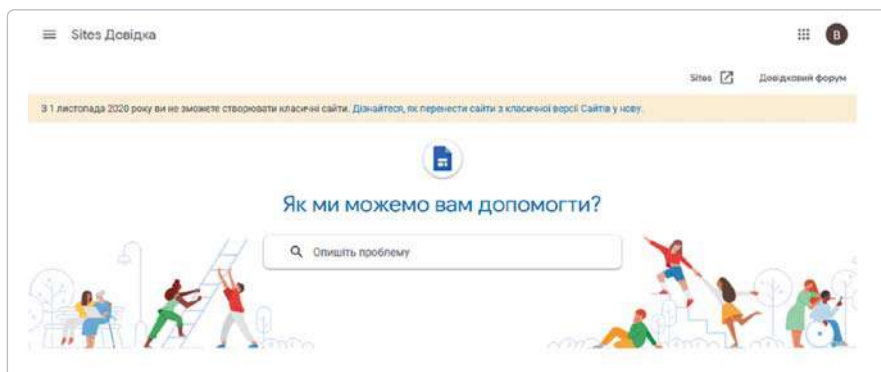 Sites Довідка
B
Sites
Довідковий форум
З 1 листопада 2020 року ви не зможете створювати класичні сайти. Дізнайтеся, як перенести сайти з класичної версії Сайтів у нову.
Як ми можемо вам допомогти?
Опишіть проблему